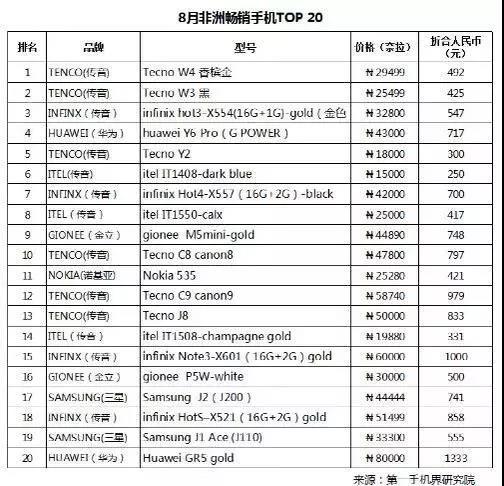 8月非洲畅销手机TOP 20
排名 品牌 型号 价格（奈拉） 折合人民币（元）
1 TENCO(传音) Tecno W4 香槟金 ₦29499 492
2 TENCO(传音) Tecno W3 黑 ₦25499 425
3 INFINX（传音） infinix hot3-X554(16G+1G)-gold（金色 ₦32800 547
4 HUAWEI（华为） huawei Y6 Pro（G POWER） ₦43000 717
5 TENCO(传音) Tecno Y2 ₦18000 300
6 ITEL(传音) itel IT1408-dark blue ₦15000 250
7 INFINX（传音） infinix Hot4-X557（16G+2G）-black ₦42000 700
8 ITEL（传音） itel IT1550-calx ₦25000 417
9 GIONEE（金立） gionee M5mini-gold ₦44890 748
10 TENCO(传音) Tecno C8 canon8 ₦47800 797
11 NOKIA(诺基亚) Nokia 535 ₦25280 421
12 TENCO(传音) Tecno C9 canon9 ₦58740 979
13 TENCO(传音) Tecno J8 ₦50000 833
14 ITEL（传音） itel IT1508-champagne gold ₦19880 331
15 INFINX（传音） infinix Note3-X601（16G+2G）gold ₦60000 1000
16 GIONEE（金立） gionee P5W-white ₦30000 500
17 SAMSUNG(三星) Samsung J2（J200） ₦44444 741
18 INFINX（传音） infinix HotS–X521（16G+2G）gold ₦51499 858
19 SAMSUNG(三星) Samsung J1 Ace (J110) ₦33300 555
20 HUAWAI（华为） Huawei GR5 gold ₦80000 1333
来源：第一手机界研究院